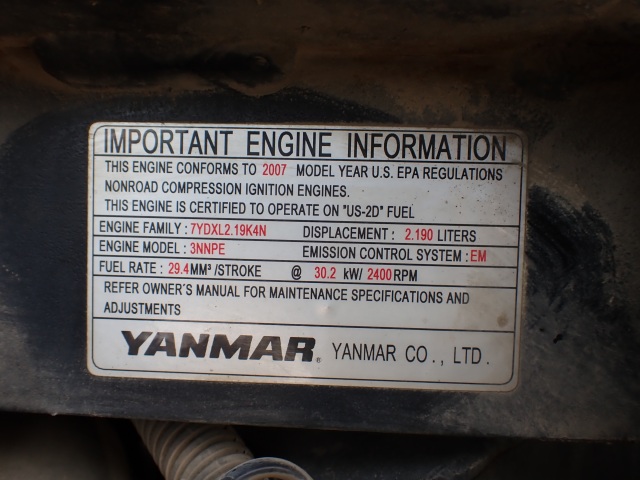 IMPORTANT ENGINE INFORMATION
THIS ENGINE CONFORMS TO 2007 MODEL YEAR U.S. EPA REGULATIONS
NONROAD COMPRESSION IGNITION ENGINES.
THIS ENGINE IS CERTIFIED TO OPERATE ON "US-2D" FUEL
ENGINE FAMILY : 7YDXL2.19K4N DISPLACEMENT : 2.190 LITERS
ENGINE MODEL : 3NNPE EMISSION CONTROL SYSTEM : EM
FUEL RATE : 29.4 MM³ /STROKE @ 30.2 kW/ 2400 RPM
REFER OWNER'S MANUAL FOR MAINTENANCE SPECIFICATIONS AND
ADJUSTMENTS
YANMAR® YANMAR CO., LTD.